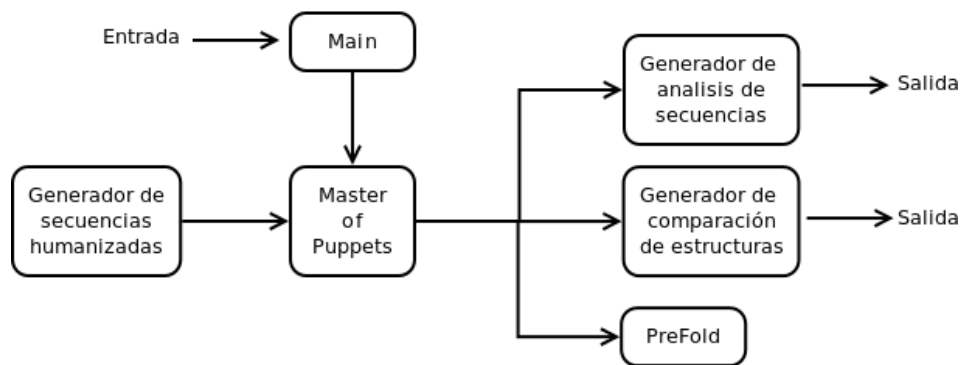 Entrada
Main
Generador de
analisis de
secuencias
Salida
Generador de
secuencias
humanizadas
Master
of
Puppets
Generador de
comparación
de estructuras
Salida
PreFold